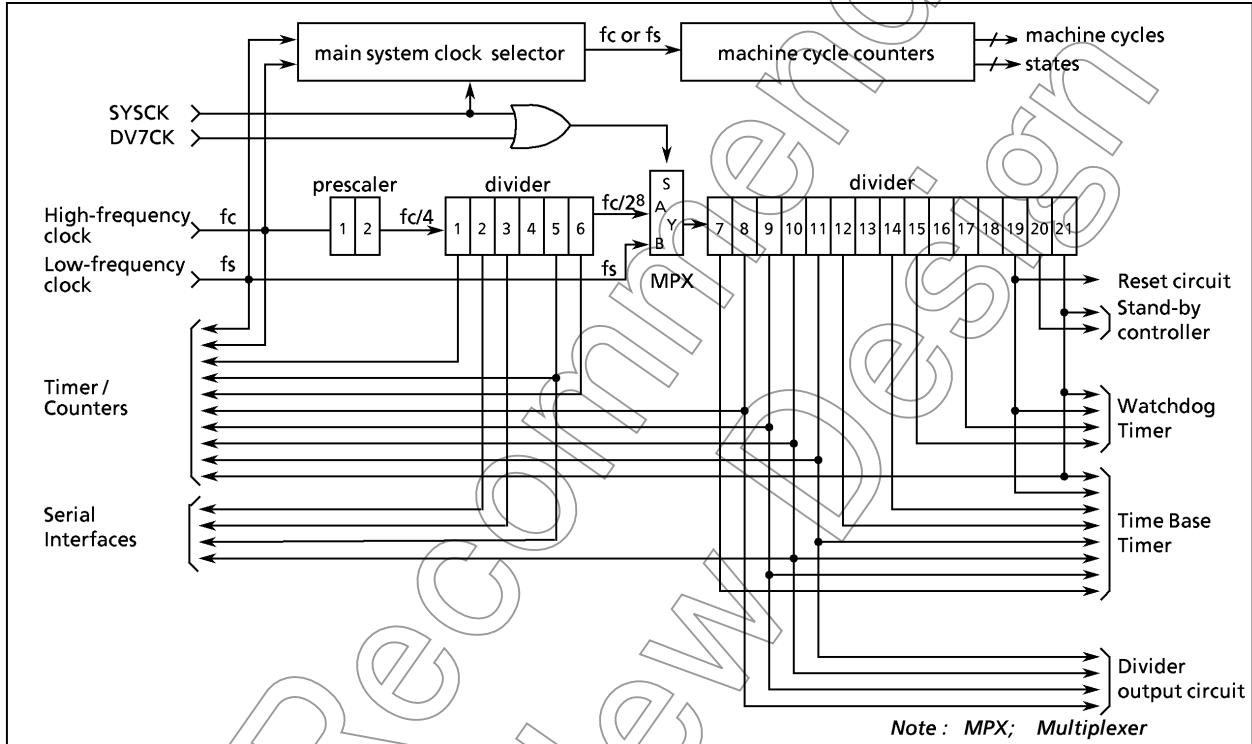 main system clock selector
fc or fs
machine cycle counters
machine cycles
states
SYSCK
DV7CK
prescaler
divider
fc/2⁸
S
A
Y
B
MPX
divider
High-frequency
clock
fc
1 2
fc/4
1 2 3 4 5 6
7 8 9 10 11 12 13 14 15 16 17 18 19 20 21
Low-frequency
clock
fs
fs
Reset circuit
Stand-by
controller
Timer /
Counters
Watchdog
Timer
Serial
Interfaces
Time Base
Timer
Divider
output circuit
Note : MPX; Multiplexer
Recommen
ew Design